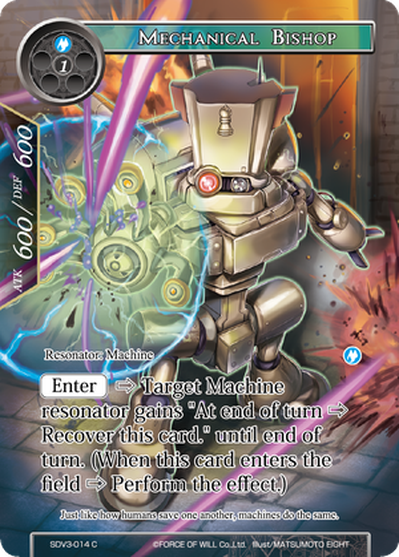 Mechanical Bishop
1
ATK 600 / DEF 600
Resonator: Machine
Enter ⇨ Target Machine
resonator gains "At end of turn ⇨
Recover this card." until end of
turn. (When this card enters the
field ⇨ Perform the effect.)
Just like how humans save one another, machines do the same.
SDV3-014 C ©FORCE OF WILL Co.,Ltd. Illust/MATSUMOTO EIGHT